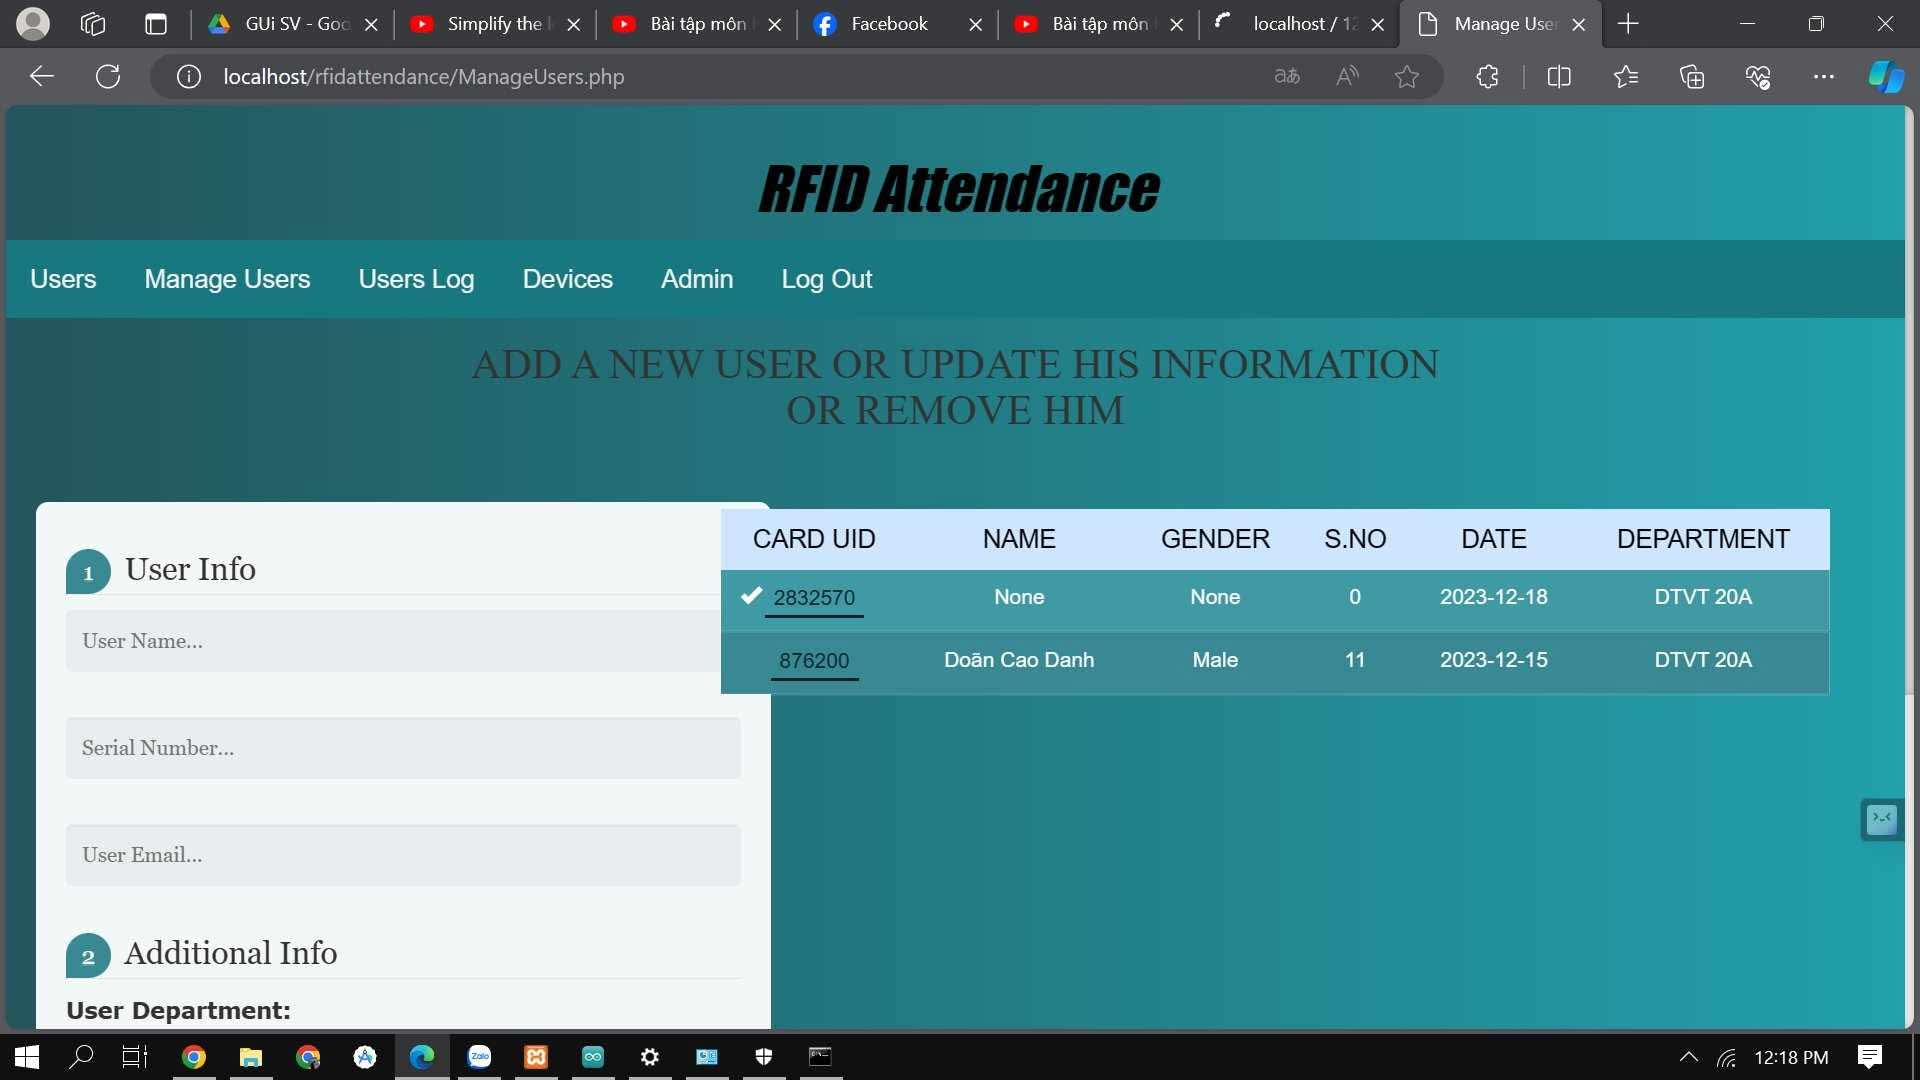 GUi SV - Goo
Simplify the l
Bài tập môn
Facebook
Bài tập môn
localhost / 12
Manage User
localhost/rfidattendance/ManageUsers.php
RFID Attendance
Users Manage Users Users Log Devices Admin Log Out
ADD A NEW USER OR UPDATE HIS INFORMATION
OR REMOVE HIM
1 User Info
User Name...
Serial Number...
User Email...
2 Additional Info
User Department:
CARD UID NAME GENDER S.NO DATE DEPARTMENT
2832570 None None 0 2023-12-18 DTVT 20A
876200 Doãn Cao Danh Male 11 2023-12-15 DTVT 20A
Zalo
12:18 PM